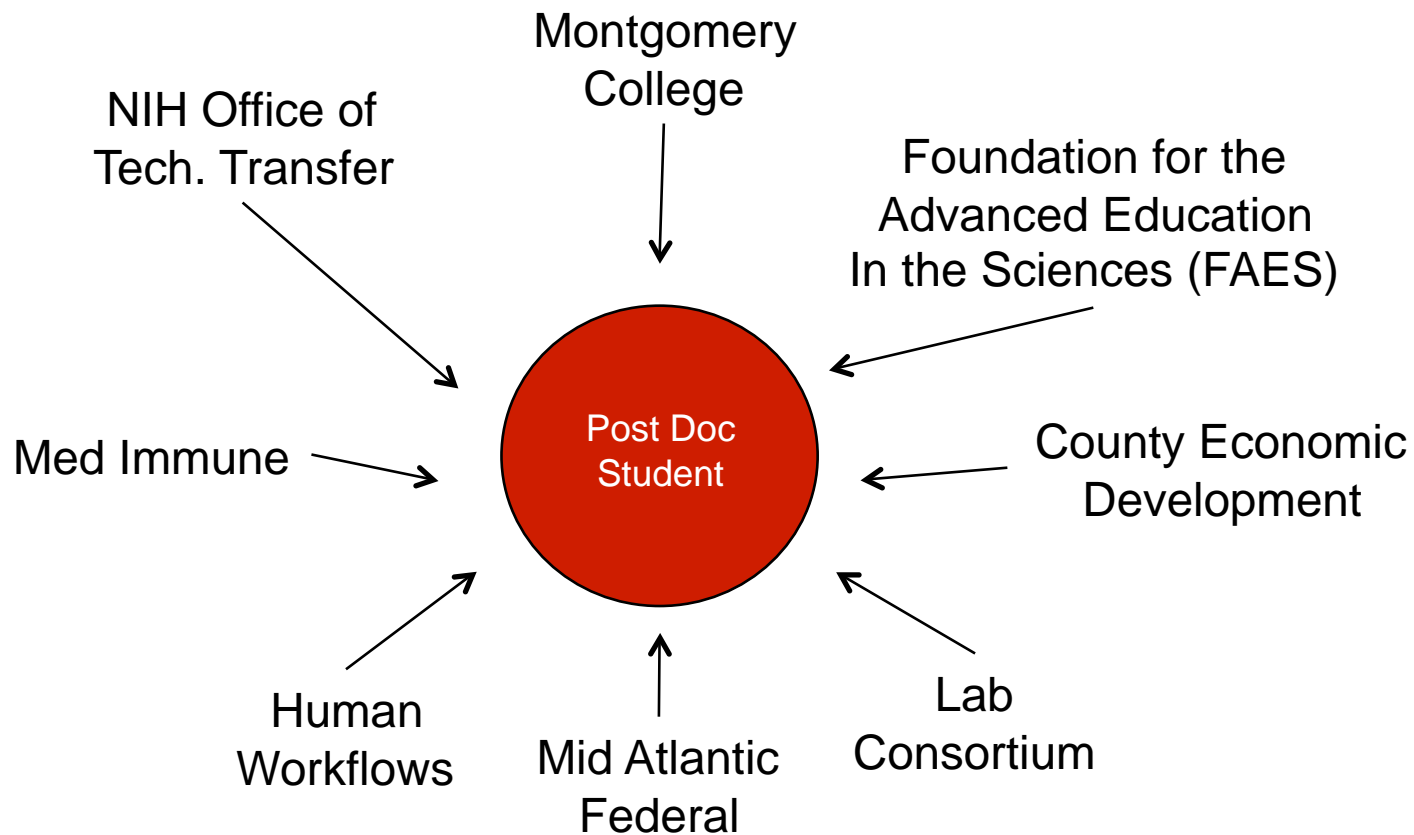 Montgomery
College
NIH Office of
Tech. Transfer
Foundation for the
Advanced Education
In the Sciences (FAES)
Post Doc
Student
Med Immune
County Economic
Development
Human
Workflows
Mid Atlantic
Federal
Lab
Consortium